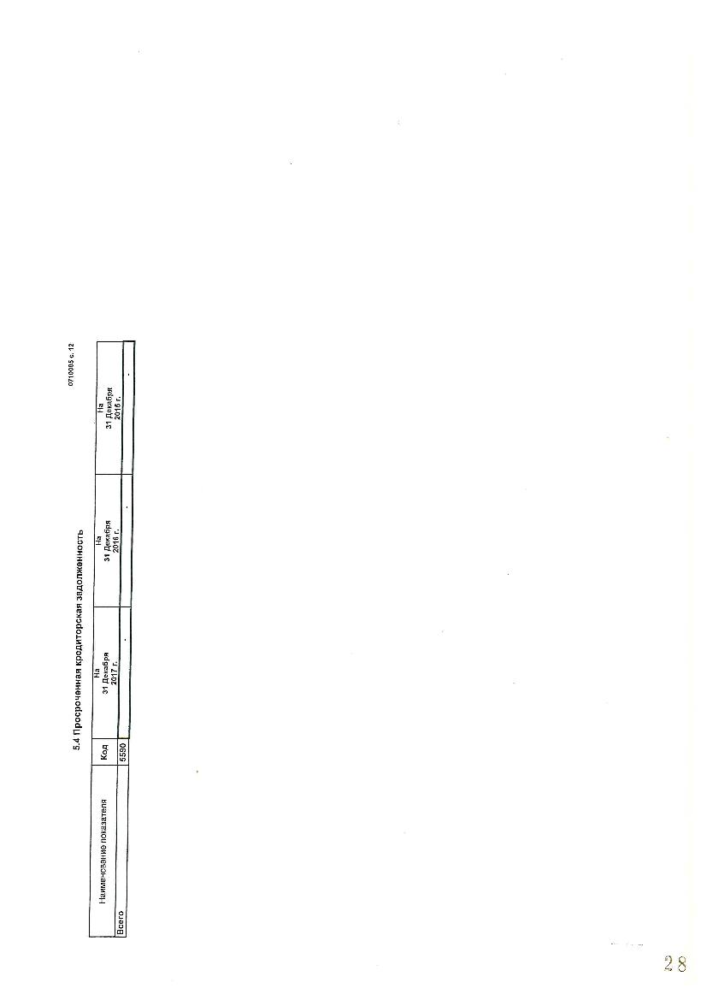 0710005 с. 12
5.4 Просроченная кредиторская задолженность
Наименование показателя
Код
На
31 Декабря
2017 г.
На
31 Декабря
2016 г.
На
31 Декабря
2015 г.
Всего
5590
-
-
-
28